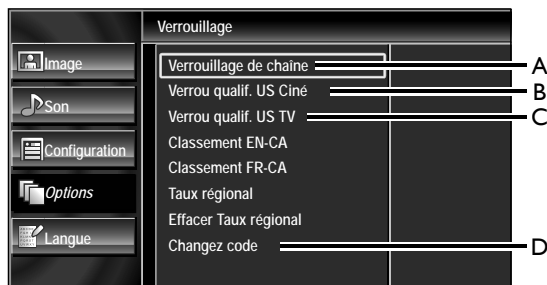 Verrouillage
Image
Son
Configuration
Options
Langue
Verrouillage de chaîne
Verrou qualif. US Ciné
Verrou qualif. US TV
Classement EN-CA
Classement FR-CA
Taux régional
Effacer Taux régional
Changez code
A
B
C
D